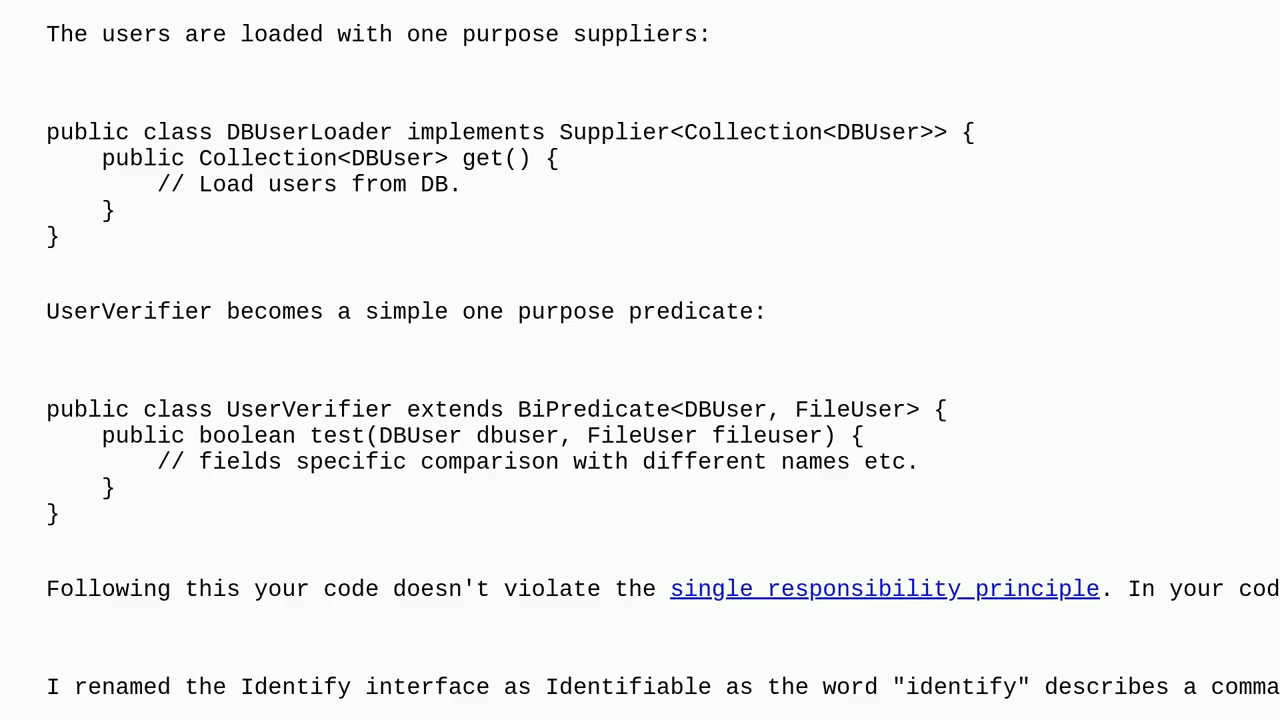 The users are loaded with one purpose suppliers:
public class DBUserLoader implements Supplier<Collection<DBUser>> {
    public Collection<DBUser> get() {
        // Load users from DB.
    }
}
UserVerifier becomes a simple one purpose predicate:
public class UserVerifier extends BiPredicate<DBUser, FileUser> {
    public boolean test(DBUser dbuser, FileUser fileuser) {
        // fields specific comparison with different names etc.
    }
}
Following this your code doesn't violate the single responsibility principle. In your cod
I renamed the Identify interface as Identifiable as the word "identify" describes a comma